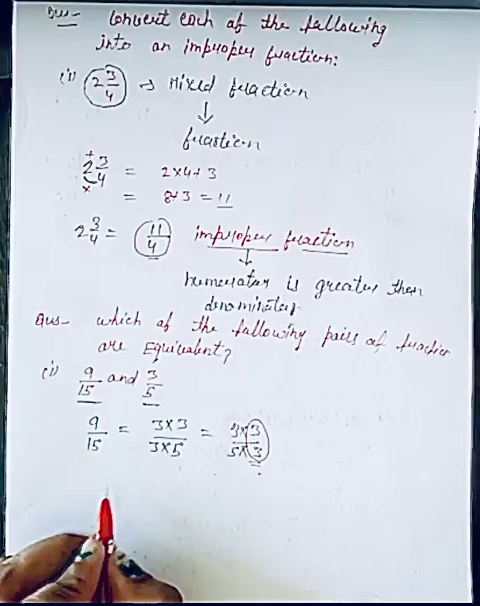 Ques- Convert each of the following
into an improper fraction:
(i) 2 3/4 → Mixed fraction
↓
fraction
+
2 3/4 = 2×4+3
×
= 8+3 = 11
2 3/4 = 11/4 improper fraction
↓
numerator is greater than
denominator
Ques- which of the following pairs of fraction
are Equivalent?
(i) 9/15 and 3/5
9/15 = 3×3/3×5 = 3×3/5×3